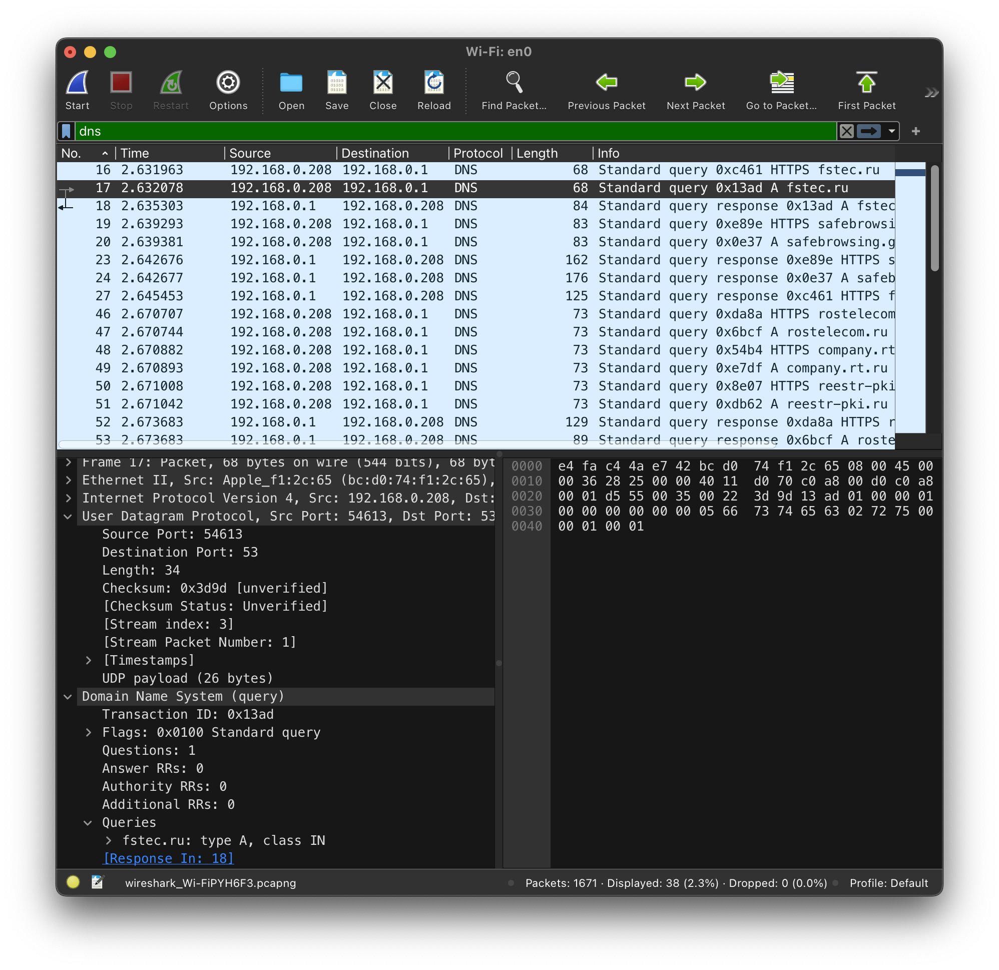 Wi-Fi: en0
Start Stop Restart Options Open Save Close Reload Find Packet... Previous Packet Next Packet Go to Packet... First Packet
dns
No. Time Source Destination Protocol Length Info
16 2.631963 192.168.0.208 192.168.0.1 DNS 68 Standard query 0xc461 HTTPS fstec.ru
17 2.632078 192.168.0.208 192.168.0.1 DNS 68 Standard query 0x13ad A fstec.ru
18 2.635303 192.168.0.1 192.168.0.208 DNS 84 Standard query response 0x13ad A fstec
19 2.639293 192.168.0.208 192.168.0.1 DNS 83 Standard query 0xe89e HTTPS safebrowsi
20 2.639381 192.168.0.208 192.168.0.1 DNS 83 Standard query 0x0e37 A safebrowsing.g
23 2.642676 192.168.0.1 192.168.0.208 DNS 162 Standard query response 0xe89e HTTPS s
24 2.642677 192.168.0.1 192.168.0.208 DNS 176 Standard query response 0x0e37 A safeb
27 2.645453 192.168.0.1 192.168.0.208 DNS 125 Standard query response 0xc461 HTTPS f
46 2.670707 192.168.0.208 192.168.0.1 DNS 73 Standard query 0xda8a HTTPS rostelecom
47 2.670744 192.168.0.208 192.168.0.1 DNS 73 Standard query 0x6bcf A rostelecom.ru
48 2.670882 192.168.0.208 192.168.0.1 DNS 73 Standard query 0x54b4 HTTPS company.rt
49 2.670893 192.168.0.208 192.168.0.1 DNS 73 Standard query 0xe7df A company.rt.ru
50 2.671008 192.168.0.208 192.168.0.1 DNS 73 Standard query 0x8e07 HTTPS reestr-pki
51 2.671042 192.168.0.208 192.168.0.1 DNS 73 Standard query 0xdb62 A reestr-pki.ru
52 2.673683 192.168.0.1 192.168.0.208 DNS 129 Standard query response 0xda8a HTTPS r
53 2.673683 192.168.0.1 192.168.0.208 DNS 89 Standard query response 0x6bcf A roste
Frame 17: Packet, 68 bytes on wire (544 bits), 68 byt
Ethernet II, Src: Apple_f1:2c:65 (bc:d0:74:f1:2c:65),
Internet Protocol Version 4, Src: 192.168.0.208, Dst:
User Datagram Protocol, Src Port: 54613, Dst Port: 53
Source Port: 54613
Destination Port: 53
Length: 34
Checksum: 0x3d9d [unverified]
[Checksum Status: Unverified]
[Stream index: 3]
[Stream Packet Number: 1]
[Timestamps]
UDP payload (26 bytes)
Domain Name System (query)
Transaction ID: 0x13ad
Flags: 0x0100 Standard query
Questions: 1
Answer RRs: 0
Authority RRs: 0
Additional RRs: 0
Queries
fstec.ru: type A, class IN
[Response In: 18]
0000 e4 fa c4 4a e7 42 bc d0 74 f1 2c 65 08 00 45 00
0010 00 36 28 25 00 00 40 11 d0 70 c0 a8 00 d0 c0 a8
0020 00 01 d5 55 00 35 00 22 3d 9d 13 ad 01 00 00 01
0030 00 00 00 00 00 00 05 66 73 74 65 63 02 72 75 00
0040 00 01 00 01
wireshark_Wi-FiPYH6F3.pcapng Packets: 1671 · Displayed: 38 (2.3%) · Dropped: 0 (0.0%) Profile: Default